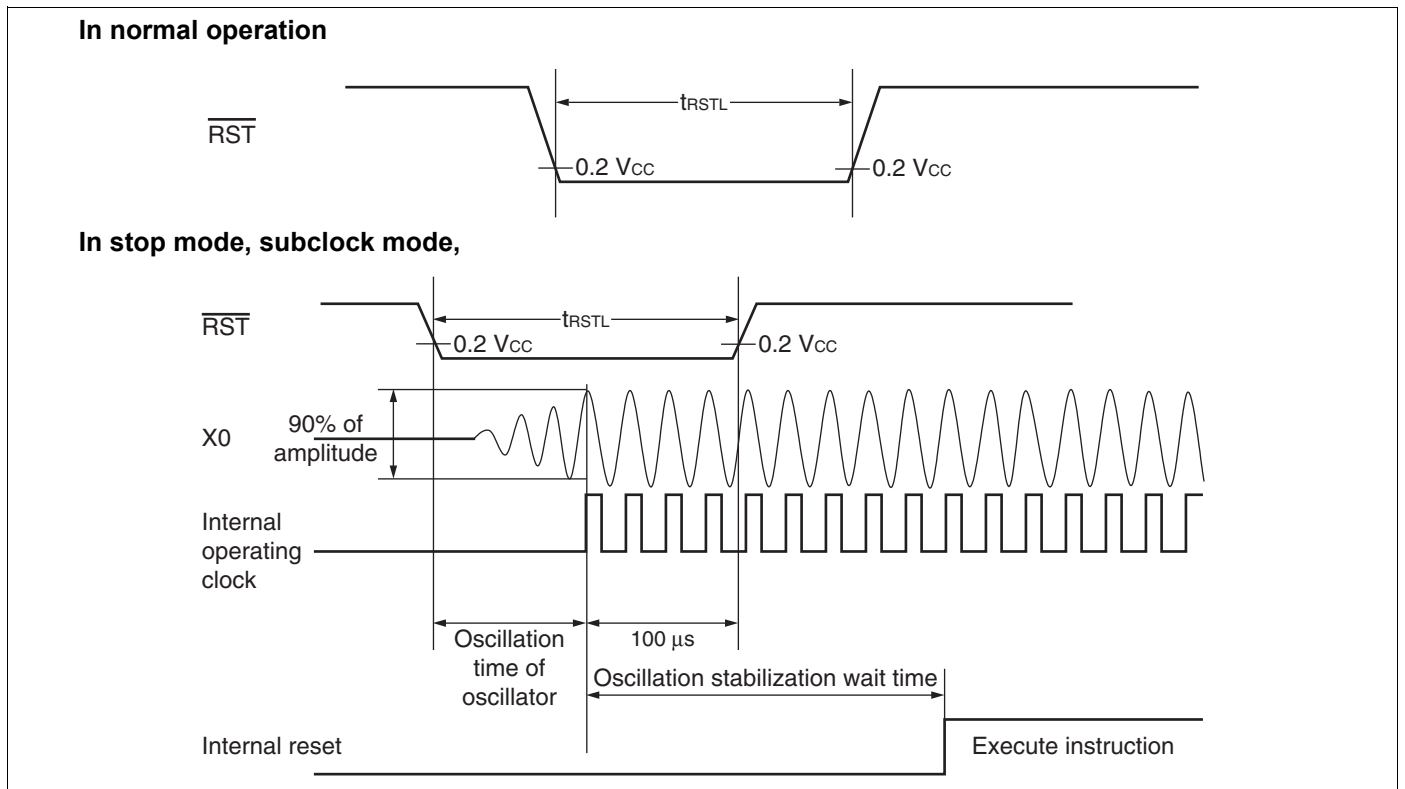 In normal operation
RST
tRSTL
0.2 VCC
0.2 VCC
In stop mode, subclock mode,
RST
tRSTL
0.2 VCC
0.2 VCC
X0
90% of
amplitude
Internal
operating
clock
Oscillation
time of
oscillator
100 μs
Oscillation stabilization wait time
Internal reset
Execute instruction